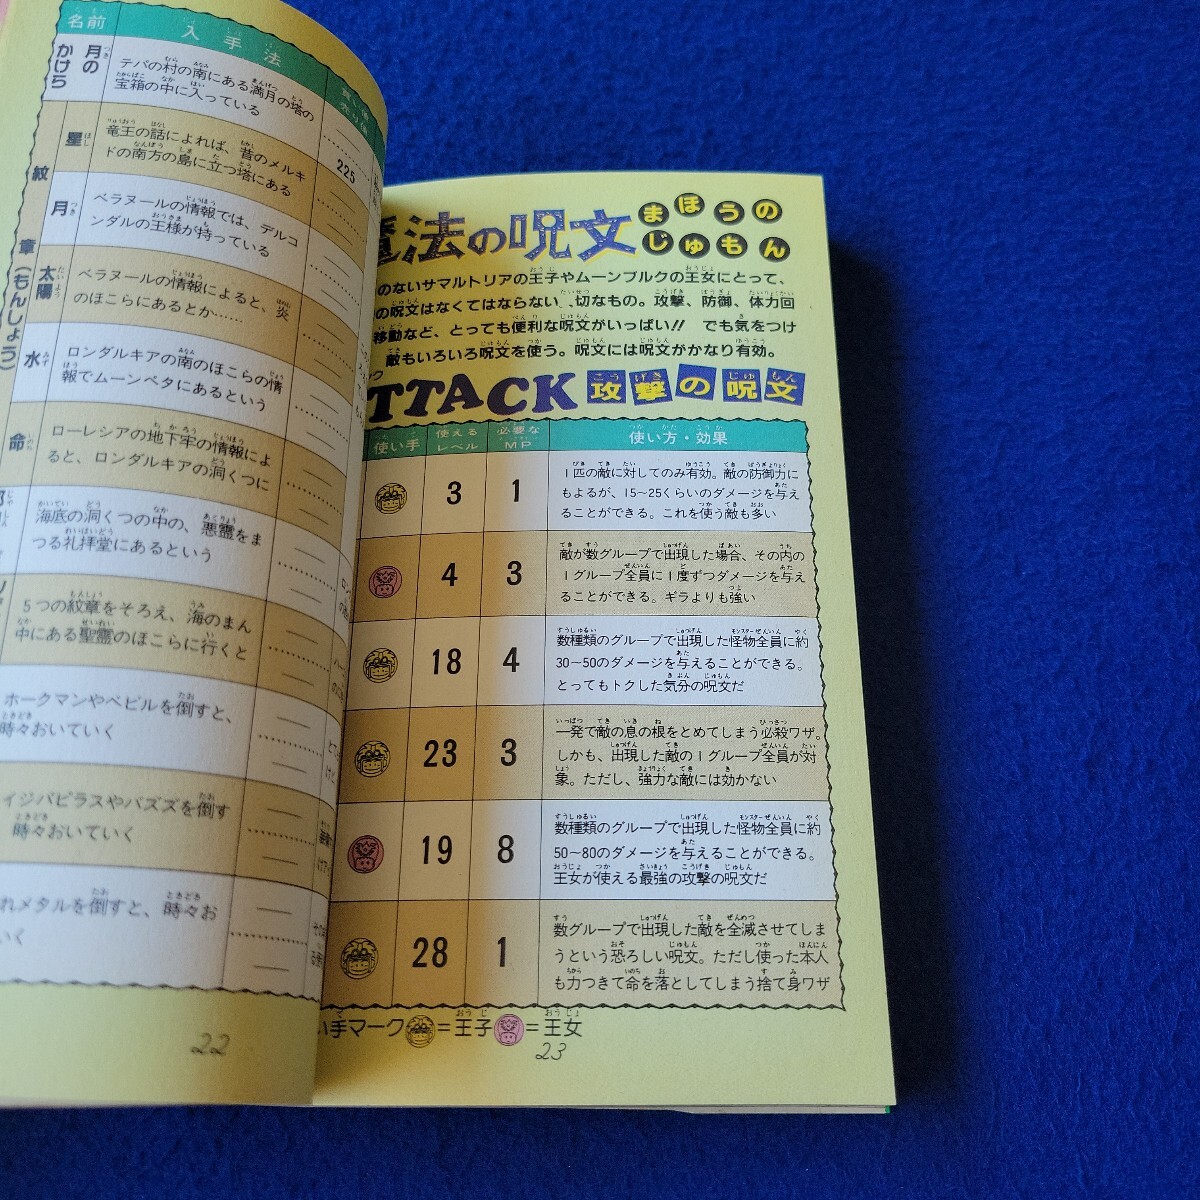 名前
入手法
月のかけら
テパの村の南にある満月の塔の
宝箱の中に入っている
紋章(もんしょう)
星
竜王の話によれば、昔のメルキ
ドの南方の島に立つ塔にある
225
月
ベラヌールの情報では、デルコ
ンダルの王様が持っている
太陽
ベラヌールの情報によると、炎
のほこらにあるとか……
水
ロンダルキアの南のほこらの情
報でムーンペタにあるという
命
ローレシアの地下牢の情報によ
ると、ロンダルキアの洞くつに
海底の洞くつの中の、悪霊をま
つる礼拝堂にあるという
5つの紋章をそろえ、海のまん
中にある聖霊のほこらに行くと
ホークマンやベビルを倒すと、
時々おいていく
イジパピラスやバズズを倒す
時々おいていく
れメタルを倒すと、時々お
いく
22
魔法の呪文
まほうの
じゅもん
のないサマルトリアの王子やムーンブルクの王女にとって、
の呪文はなくてはならない 切なもの。攻撃、防御、体力回
移動など、とっても便利な呪文がいっぱい!! でも気をつけ
敵もいろいろ呪文を使う。呪文には呪文がかなり有効。
TTACK 攻撃の呪文
使い手
使えるレベル
必要なMP
使い方・効果
3
1
1匹の敵に対してのみ有効。敵の防御力に
もよるが、15~25くらいのダメージを与え
ることができる。これを使う敵も多い
4
3
敵が数グループで出現した場合、その内の
1グループ全員に1度ずつダメージを与え
ることができる。ギラよりも強い
18
4
数種類のグループで出現した怪物全員に約
30~50のダメージを与えることができる。
とってもトクした気分の呪文だ
23
3
一発で敵の息の根をとめてしまう必殺ワザ。
しかも、出現した敵の1グループ全員が対
象。ただし、強力な敵には効かない
19
8
数種類のグループで出現した怪物全員に約
50~80のダメージを与えることができる。
王女が使える最強の攻撃の呪文だ
28
1
数グループで出現した敵を全滅させてしま
うという恐ろしい呪文。ただし使った本人
も力つきて命を落としてしまう捨て身ワザ
い手マーク=王子 =王女
23